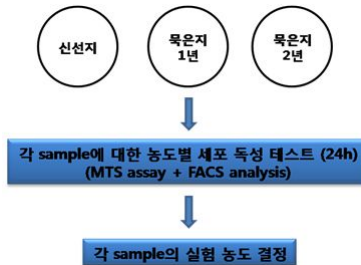 신선지
묵은지
1년
묵은지
2년
각 sample에 대한 농도별 세포 독성 테스트 (24h)
(MTS assay + FACS analysis)
각 sample의 실험 농도 결정